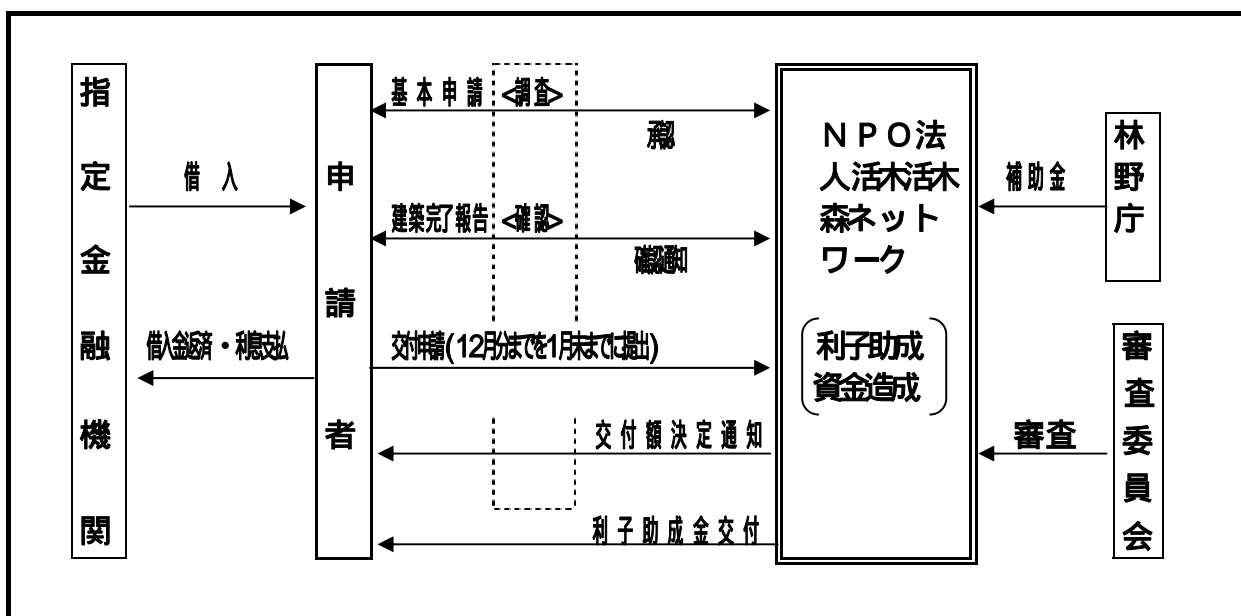 指定金融機関
借入
借入金返済・利息支払
申請者
基本申請 <調査>
承認
建築完了報告 <確認>
確認通知
交付申請(12月分までを1月末までに提出)
交付額決定通知
利子助成金交付
NPO法
人活木活木
森ネット
ワーク
利子助成
資金造成
補助金
審査
林野庁
審査委員会